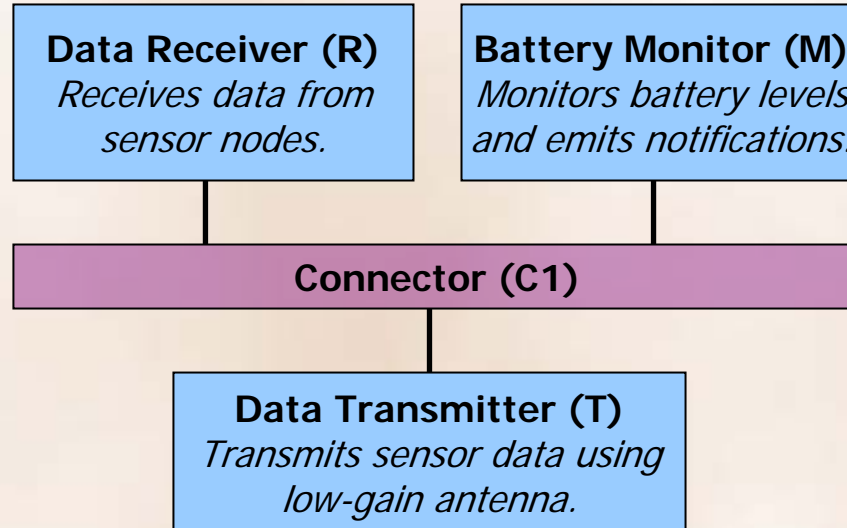 Data Receiver (R)
Receives data from
sensor nodes.
Battery Monitor (M)
Monitors battery levels
and emits notifications.
Connector (C1)
Data Transmitter (T)
Transmits sensor data using
low-gain antenna.